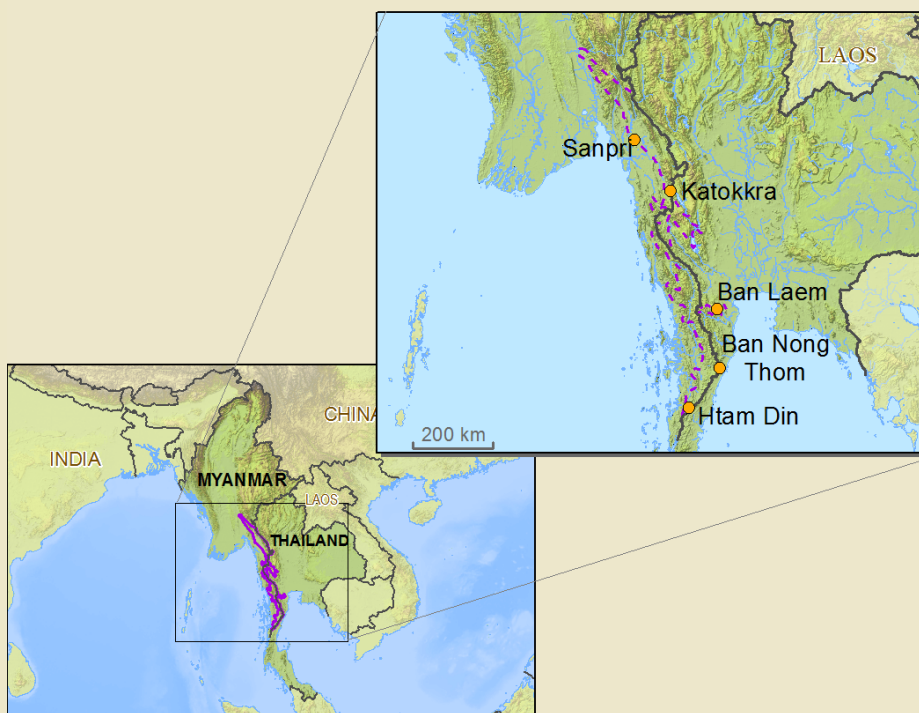 LAOS
Sanpri
Katokkra
Ban Laem
Ban Nong
Thom
Htam Din
200 km
CHINA
INDIA
MYANMAR
LAOS
THAILAND